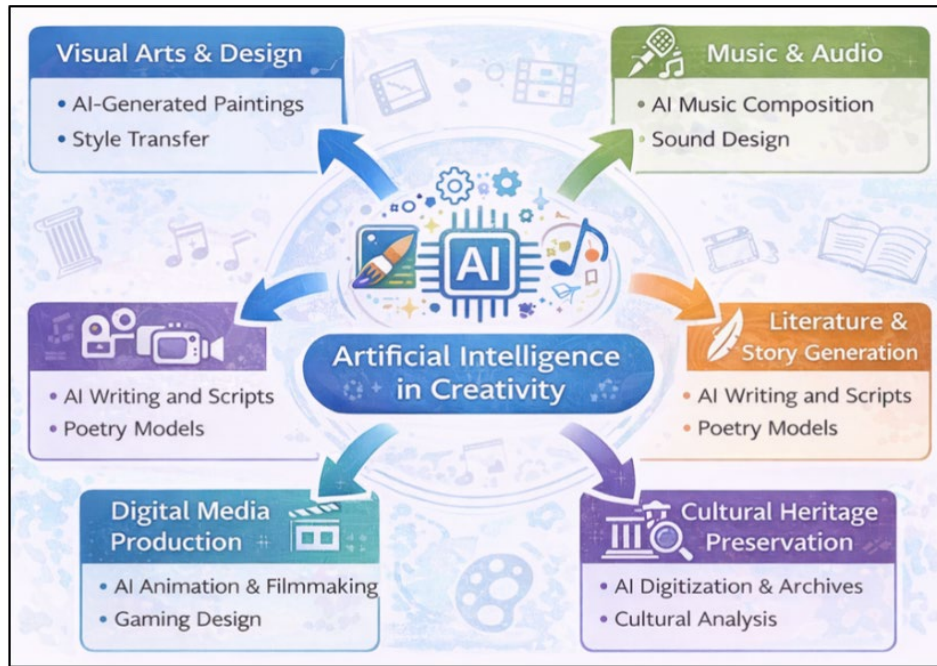 Visual Arts & Design
• AI-Generated Paintings
• Style Transfer
Music & Audio
• AI Music Composition
• Sound Design
AI
Artificial Intelligence
in Creativity
• AI Writing and Scripts
• Poetry Models
Literature &
Story Generation
• AI Writing and Scripts
• Poetry Models
Digital Media
Production
• AI Animation & Filmmaking
• Gaming Design
Cultural Heritage
Preservation
• AI Digitization & Archives
• Cultural Analysis